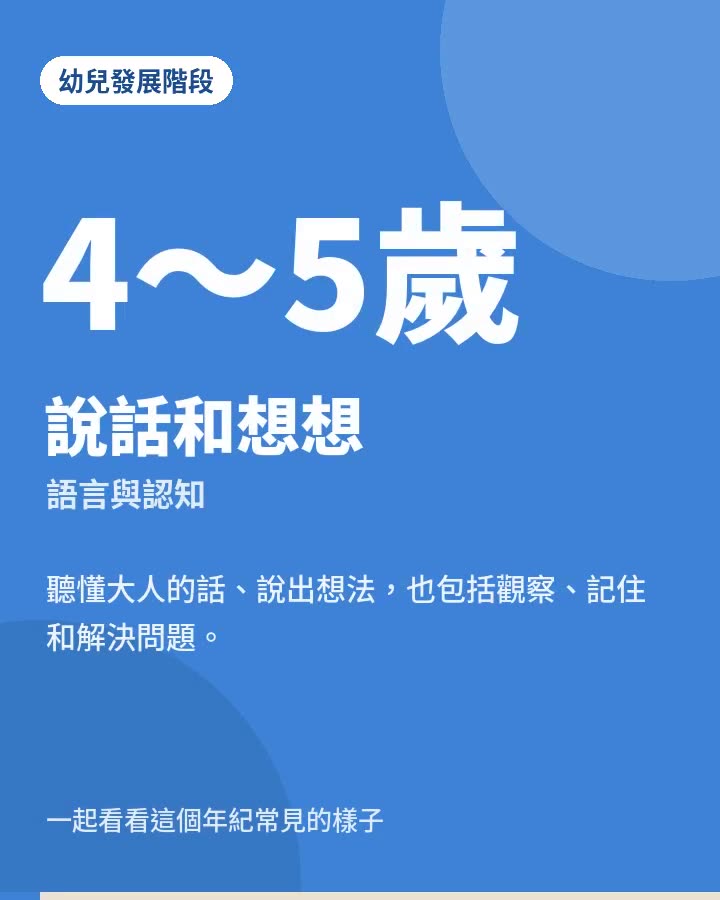 幼兒發展階段
4～5歲
說話和想想
語言與認知
聽懂大人的話、說出想法，也包括觀察、記住
和解決問題。
一起看看這個年紀常見的樣子